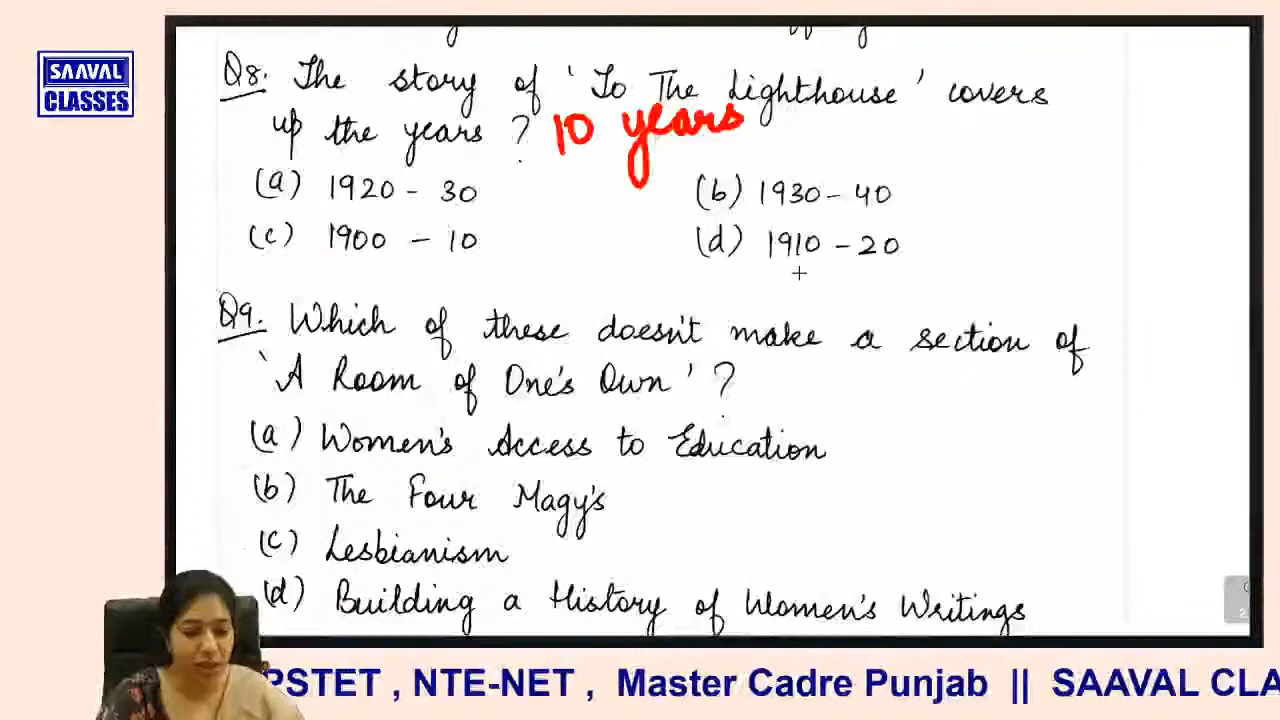 SAAVAL
CLASSES
Q8. The story of 'To The Lighthouse' covers
up the years ? 10 years
(a) 1920 - 30 (b) 1930 - 40
(c) 1900 - 10 (d) 1910 - 20
Q9. Which of these doesn't make a section of
'A Room of One's Own' ?
(a) Women's Access to Education
(b) The Four Magy's
(c) Lesbianism
(d) Building a History of Women's Writings
PSTET , NTE-NET , Master Cadre Punjab || SAAVAL CLA